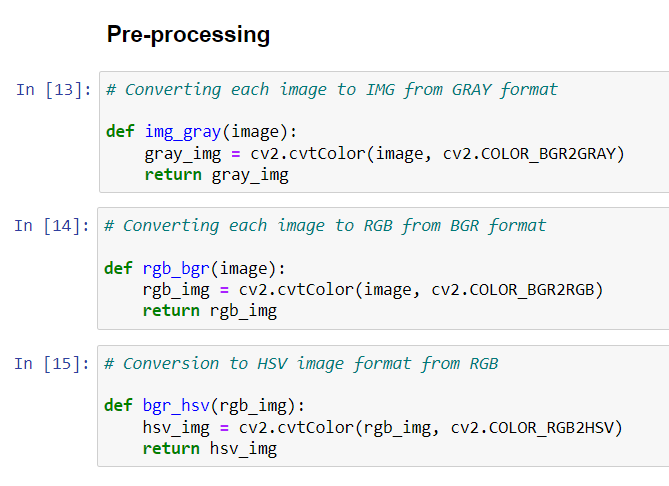 Pre-processing
In [13]: # Converting each image to IMG from GRAY format
def img_gray(image):
    gray_img = cv2.cvtColor(image, cv2.COLOR_BGR2GRAY)
    return gray_img
In [14]: # Converting each image to RGB from BGR format
def rgb_bgr(image):
    rgb_img = cv2.cvtColor(image, cv2.COLOR_BGR2RGB)
    return rgb_img
In [15]: # Conversion to HSV image format from RGB
def bgr_hsv(rgb_img):
    hsv_img = cv2.cvtColor(rgb_img, cv2.COLOR_RGB2HSV)
    return hsv_img